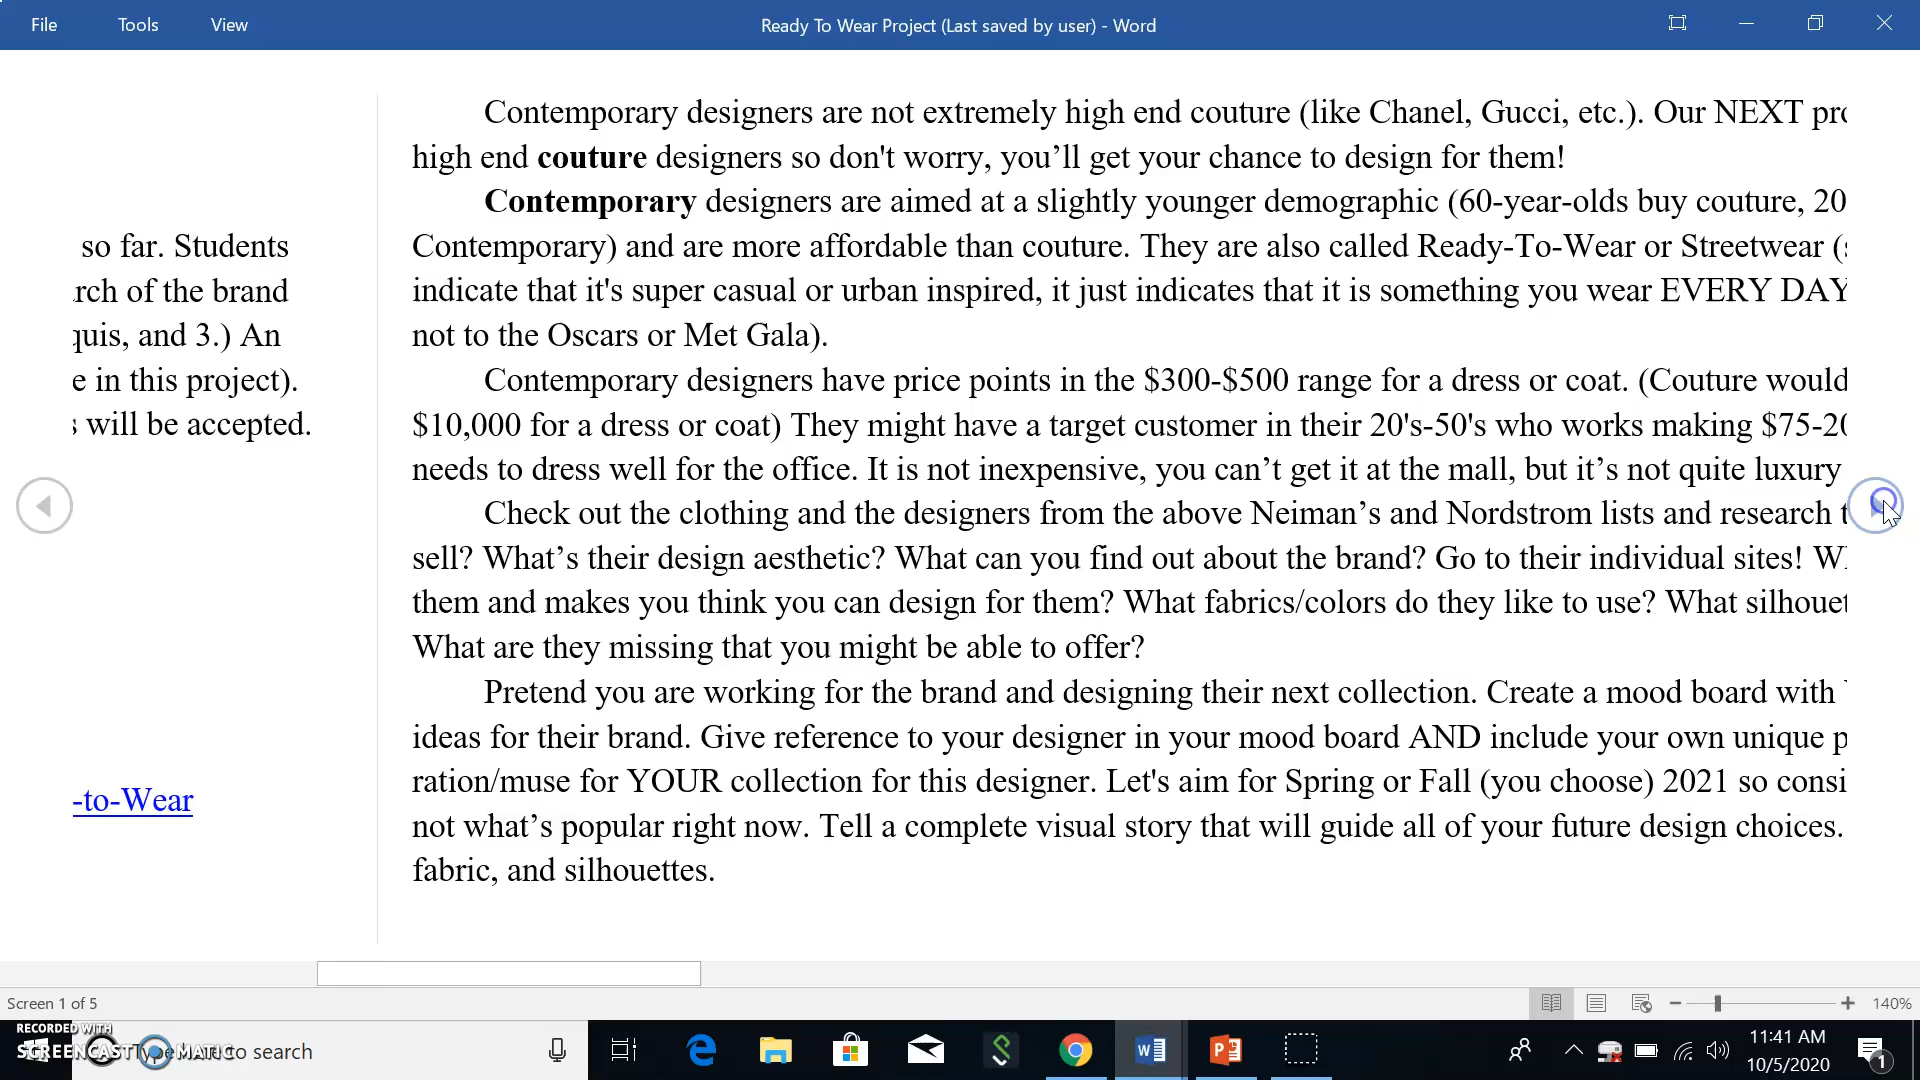 File Tools View Ready To Wear Project (Last saved by user) - Word
so far. Students
rch of the brand
quis, and 3.) An
e in this project).
will be accepted.
-to-Wear
Contemporary designers are not extremely high end couture (like Chanel, Gucci, etc.). Our NEXT
high end couture designers so don't worry, you’ll get your chance to design for them!
Contemporary designers are aimed at a slightly younger demographic (60-year-olds buy couture, 20
Contemporary) and are more affordable than couture. They are also called Ready-To-Wear or Streetwear
indicate that it's super casual or urban inspired, it just indicates that it is something you wear EVERY DAY
not to the Oscars or Met Gala).
Contemporary designers have price points in the $300-$500 range for a dress or coat. (Couture would
$10,000 for a dress or coat) They might have a target customer in their 20's-50's who works making $75-20
needs to dress well for the office. It is not inexpensive, you can’t get it at the mall, but it’s not quite luxury
Check out the clothing and the designers from the above Neiman’s and Nordstrom lists and research
sell? What’s their design aesthetic? What can you find out about the brand? Go to their individual sites!
them and makes you think you can design for them? What fabrics/colors do they like to use? What silhouet
What are they missing that you might be able to offer?
Pretend you are working for the brand and designing their next collection. Create a mood board with
ideas for their brand. Give reference to your designer in your mood board AND include your own unique p
ration/muse for YOUR collection for this designer. Let's aim for Spring or Fall (you choose) 2021 so consi
not what’s popular right now. Tell a complete visual story that will guide all of your future design choices.
fabric, and silhouettes.
Screen 1 of 5 140%
RECORDED WITH
SCREENCAST MATIC
to search
11:41 AM
10/5/2020
1